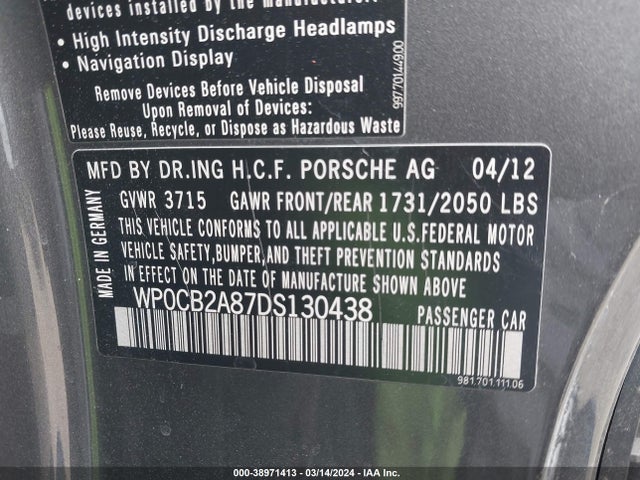 devices installed by the manufacturer:
• High Intensity Discharge Headlamps
• Navigation Display
Remove Devices Before Vehicle Disposal
Upon Removal of Devices:
Please Reuse, Recycle, or Dispose as Hazardous Waste
997.701.449.00
MFD BY DR.ING H.C.F. PORSCHE AG 04/12
GVWR 3715 GAWR FRONT/REAR 1731/2050 LBS
THIS VEHICLE CONFORMS TO ALL APPLICABLE U.S.FEDERAL MOTOR
VEHICLE SAFETY,BUMPER,AND THEFT PREVENTION STANDARDS
IN EFFECT ON THE DATE OF MANUFACTURE SHOWN ABOVE.
MADE IN GERMANY
WP0CB2A87DS130438 PASSENGER CAR
981.701.111.06
000-38971413 - 03/14/2024 - IAA Inc.